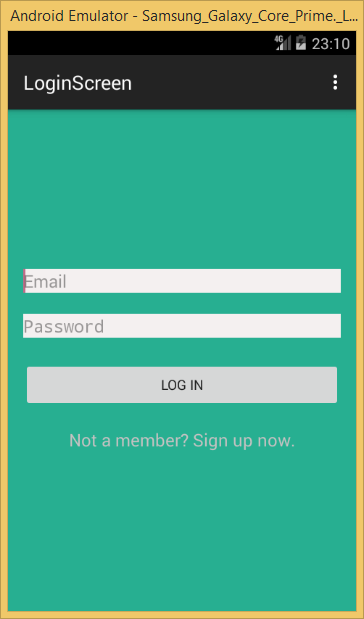 Android Emulator - Samsung_Galaxy_Core_Prime._L...
4G 23:10
LoginScreen
Email
Password
LOG IN
Not a member? Sign up now.